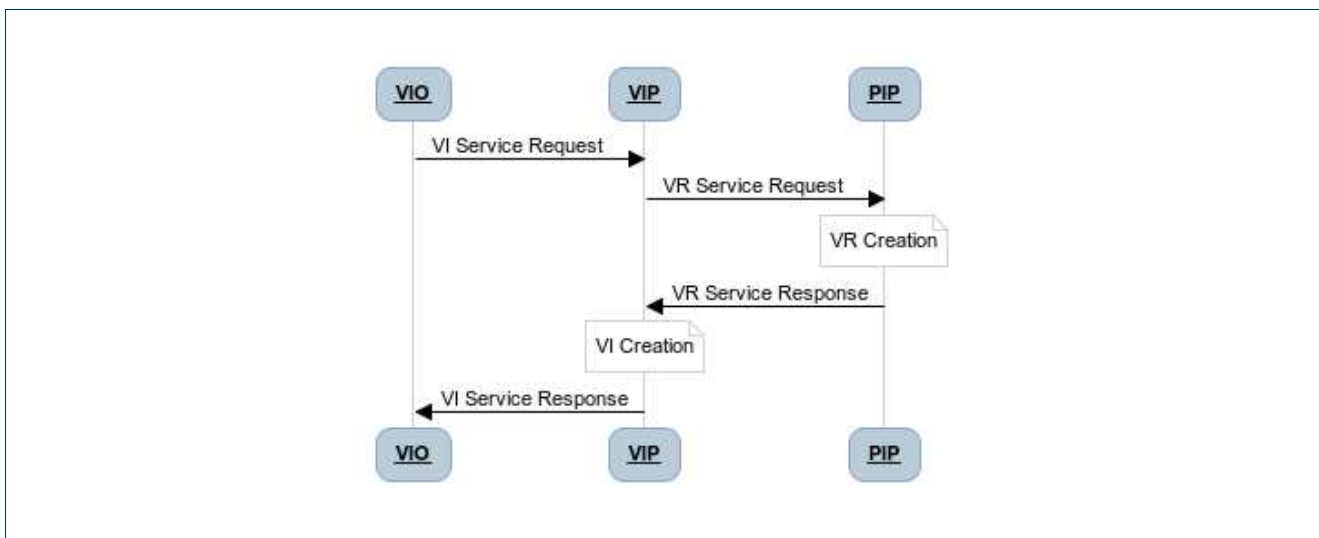 VIO
VIP
PIP
VI Service Request
VR Service Request
VR Creation
VR Service Response
VI Creation
VI Service Response
VIO
VIP
PIP